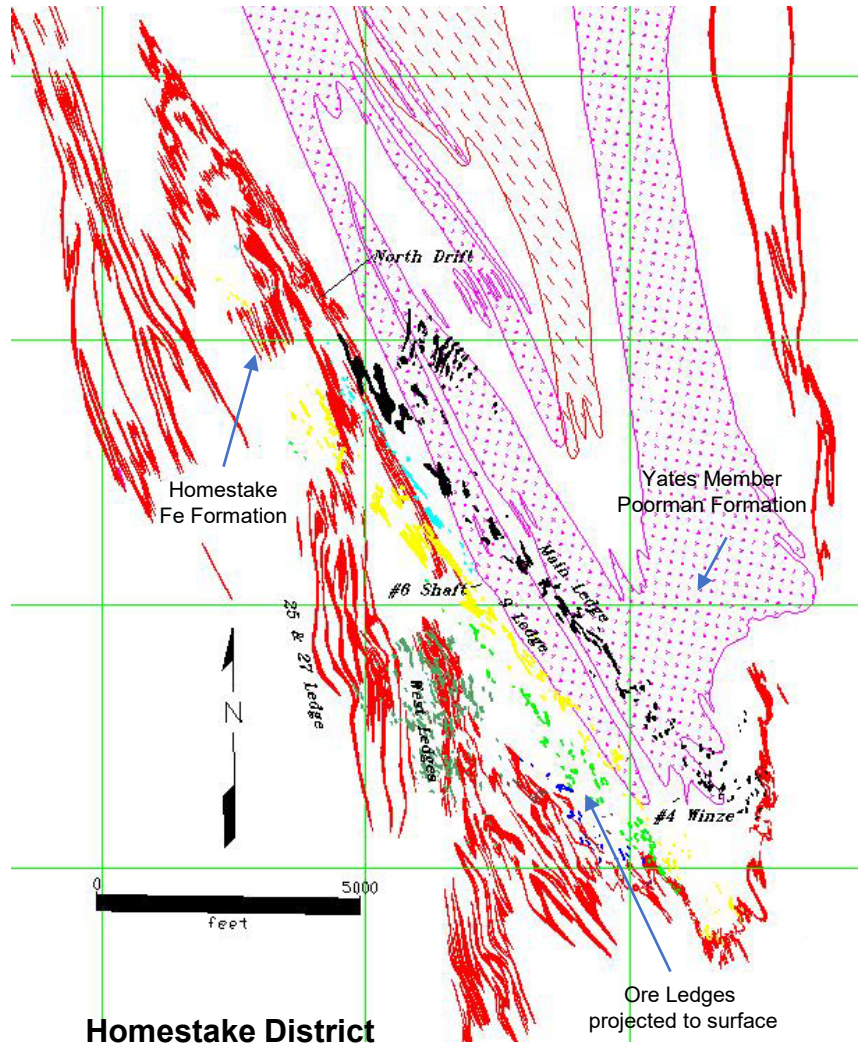 North Drift
Homestake
Fe Formation
Yates Member
Poorman Formation
Main Ledge
#6 Shaft
9 Ledge
25 & 27 Ledge
N
West Ledges
#4 Winze
0
5000
feet
Ore Ledges
projected to surface
Homestake District